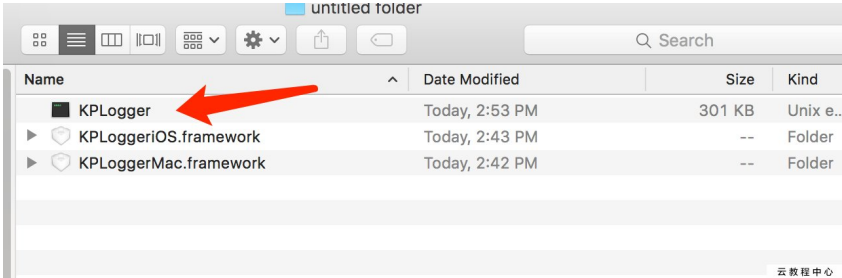 untitled folder
Search
Name Date Modified Size Kind
KPLogger Today, 2:53 PM 301 KB Unix e...
KPLoggeriOS.framework Today, 2:43 PM -- Folder
KPLoggerMac.framework Today, 2:42 PM -- Folder
云教程中心